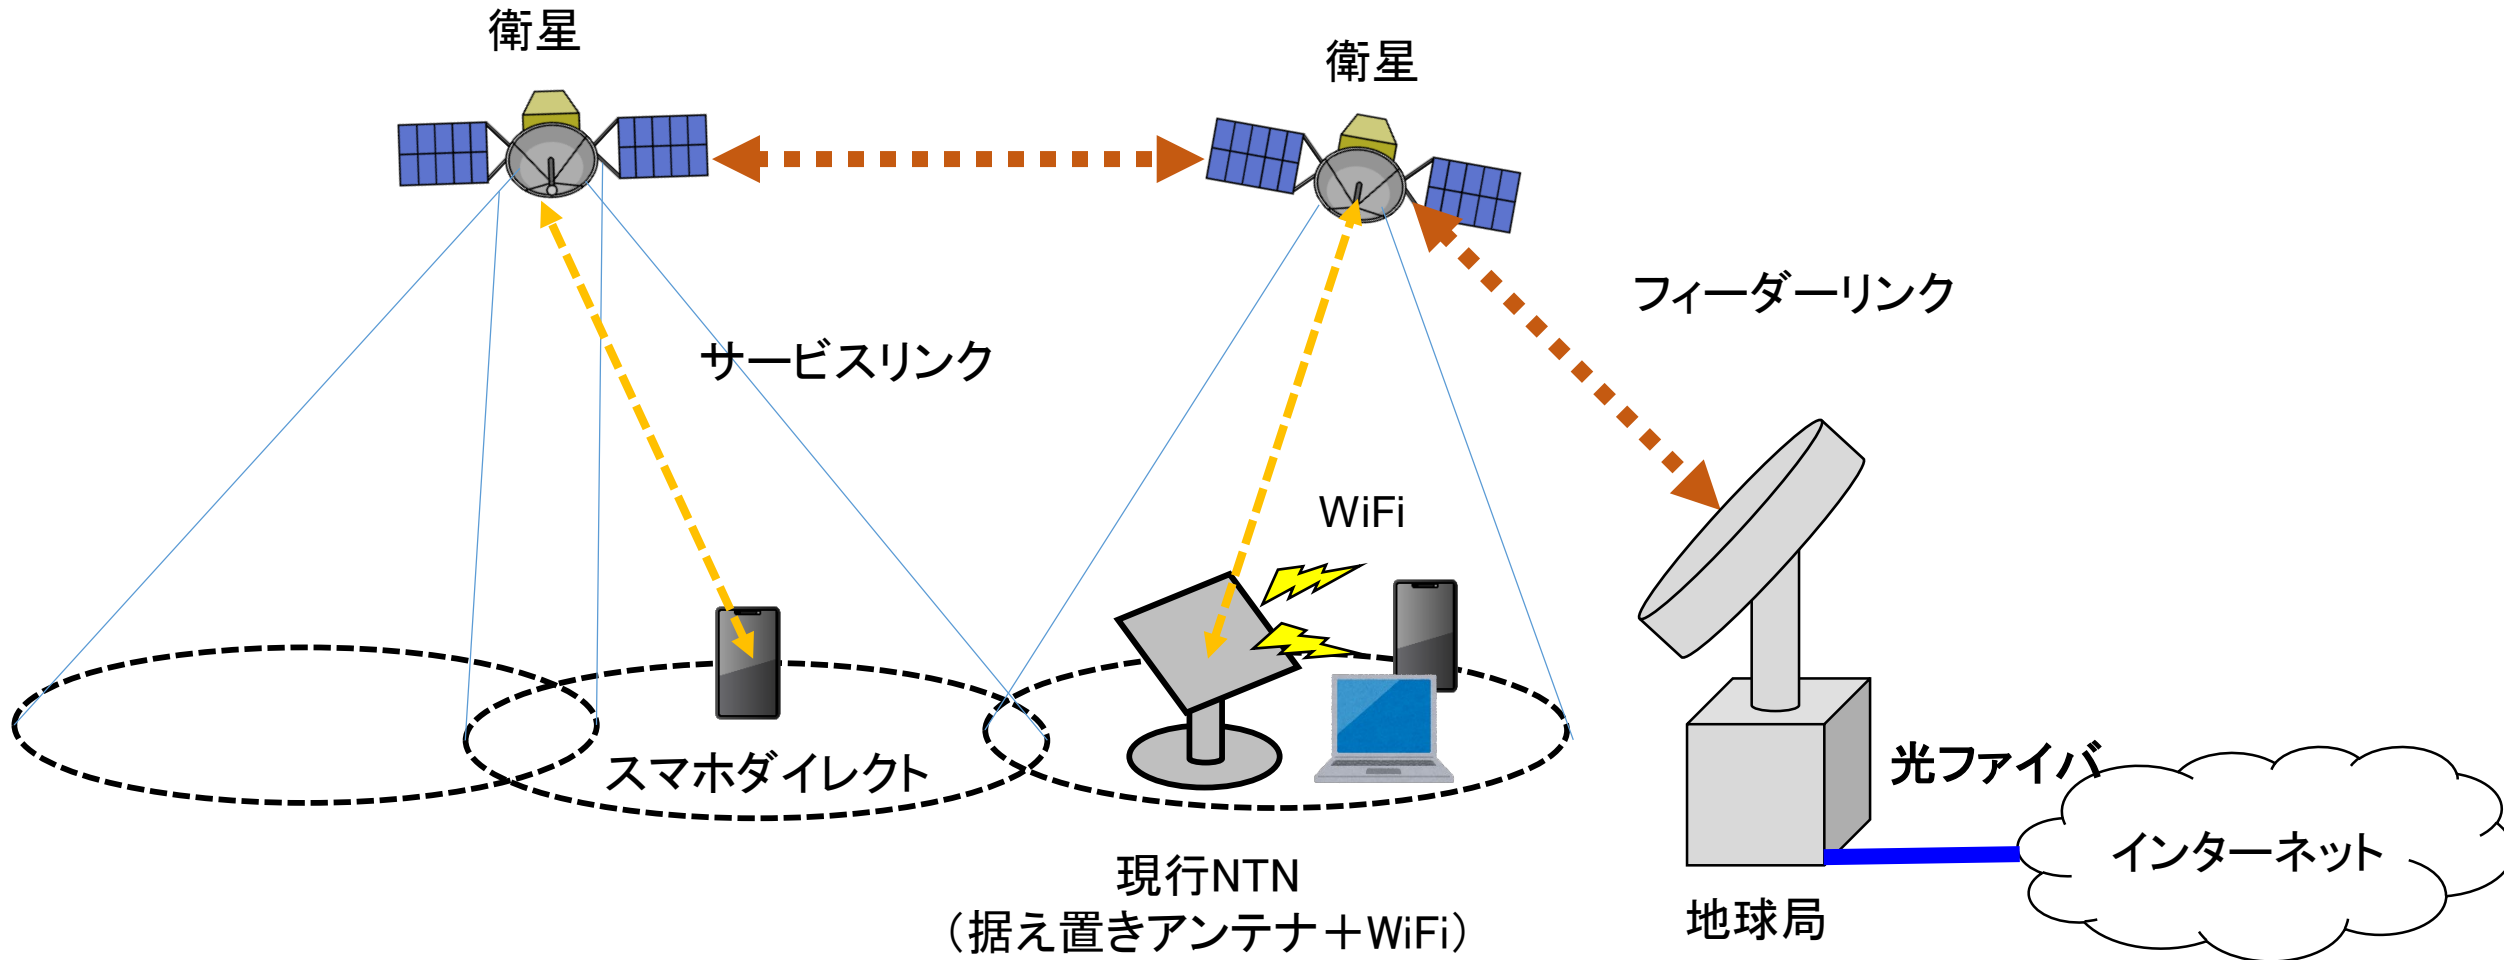 衛星
衛星
フィーダーリンク
サービスリンク
WiFi
スマホダイレクト
光ファイバ
インターネット
現行NTN
（据え置きアンテナ＋WiFi）
地球局